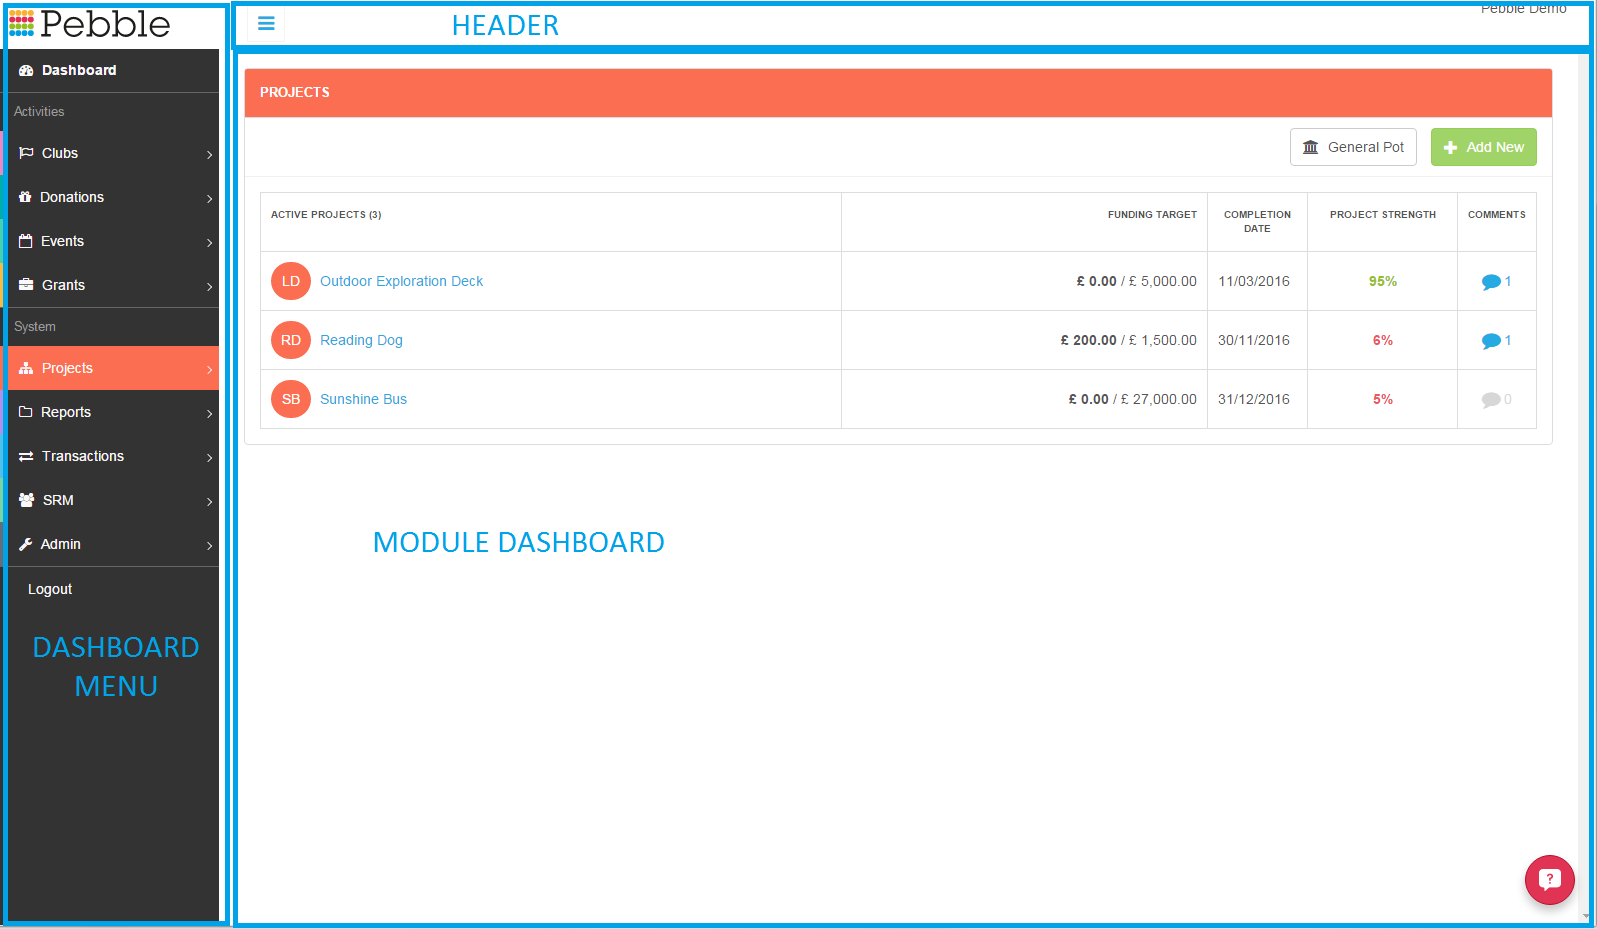 Pebble
HEADER
Pebble Demo
Dashboard
Activities
Clubs
Donations
Events
Grants
System
Projects
Reports
Transactions
SRM
Admin
Logout
DASHBOARD
MENU
PROJECTS
General Pot
Add New
ACTIVE PROJECTS (3) FUNDING TARGET COMPLETION DATE PROJECT STRENGTH COMMENTS
LD Outdoor Exploration Deck £ 0.00 / £ 5,000.00 11/03/2016 95% 1
RD Reading Dog £ 200.00 / £ 1,500.00 30/11/2016 6% 1
SB Sunshine Bus £ 0.00 / £ 27,000.00 31/12/2016 5% 0
MODULE DASHBOARD
?